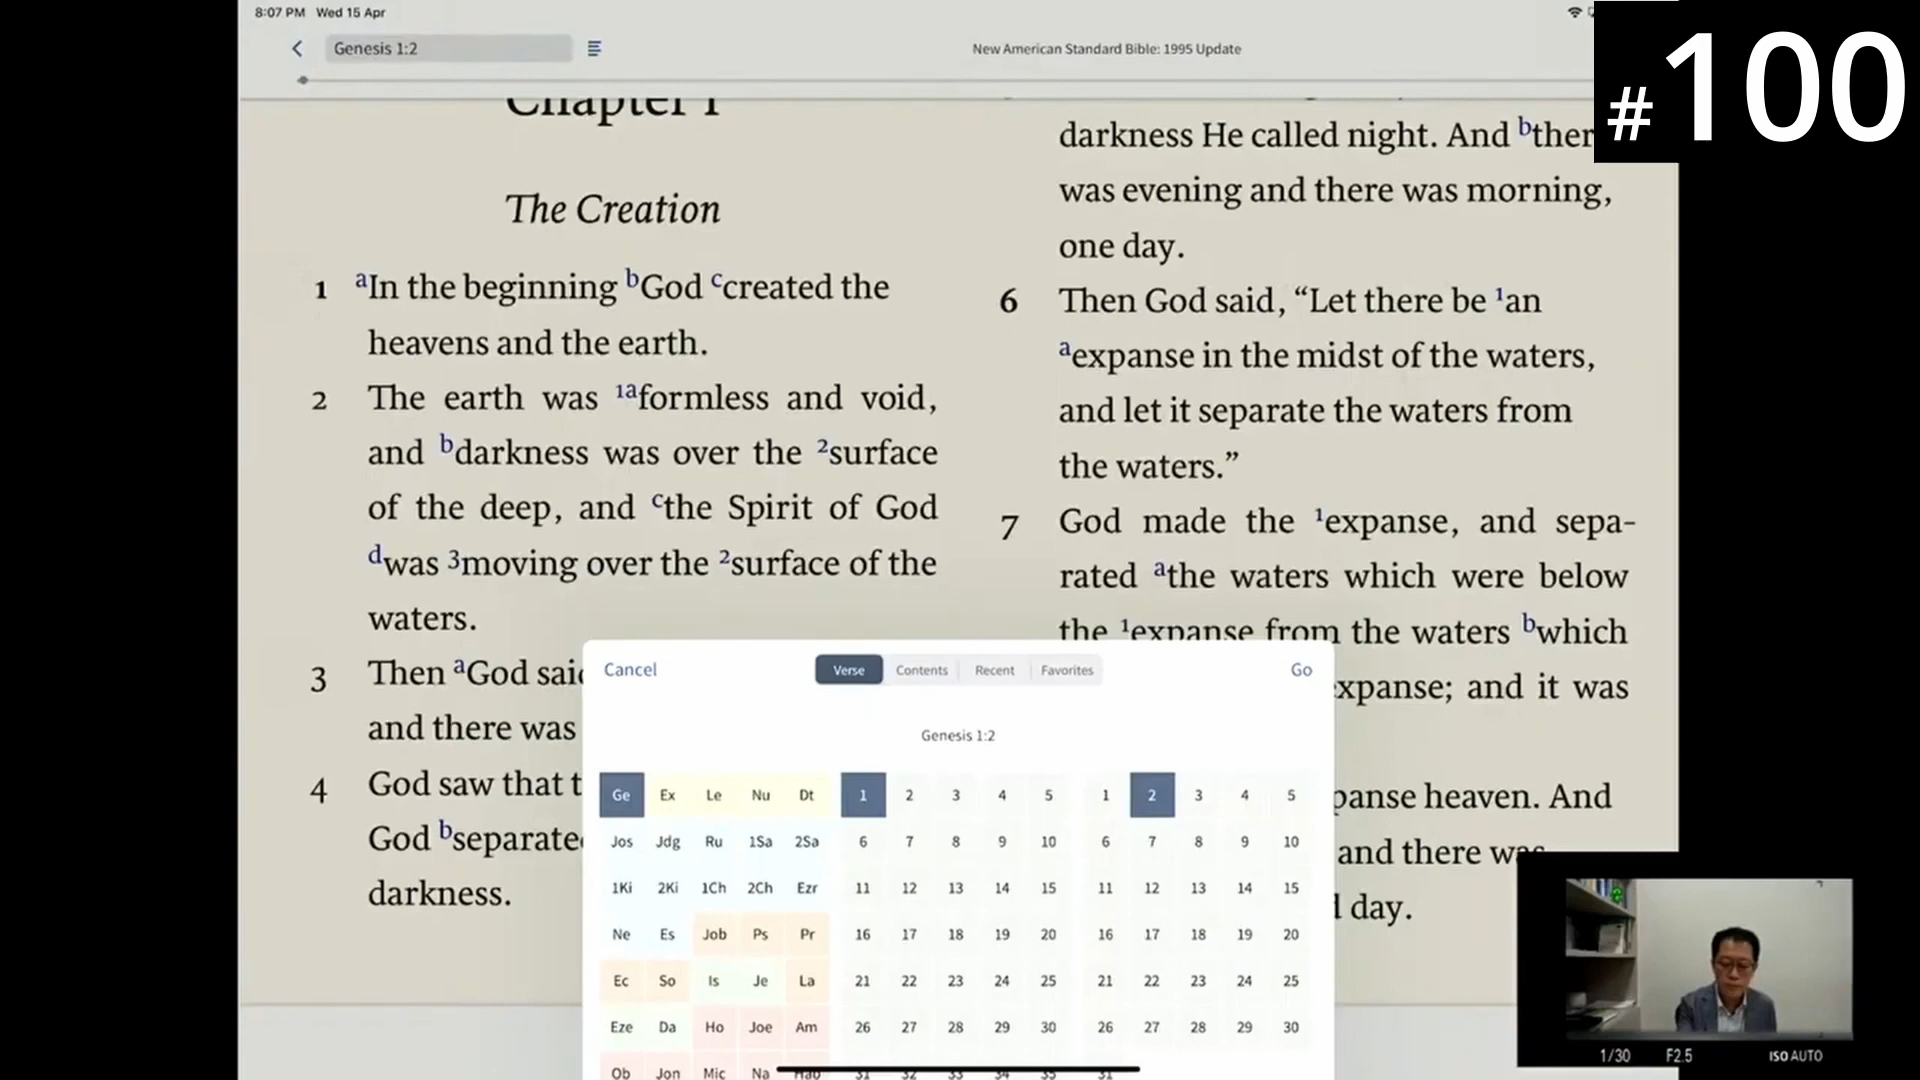 8:07 PM Wed 15 Apr
Genesis 1:2
New American Standard Bible: 1995 Update
#100
Chapter 1
The Creation
1 aIn the beginning bGod ccreated the
heavens and the earth.
2 The earth was 1aformless and void,
and bdarkness was over the 2surface
of the deep, and cthe Spirit of God
dwas 3moving over the 2surface of the
waters.
3 Then aGod said
and there was
4 God saw that t
God bseparated
darkness.
darkness He called night. And bther
was evening and there was morning,
one day.
6 Then God said, “Let there be 1an
aexpanse in the midst of the waters,
and let it separate the waters from
the waters.”
7 God made the 1expanse, and sepa-
rated athe waters which were below
the 1expanse from the waters bwhich
xpanse; and it was
panse heaven. And
and there was
day.
Cancel Verse Contents Recent Favorites Go
Genesis 1:2
Ge Ex Le Nu Dt 1 2 3 4 5 1 2 3 4 5
Jos Jdg Ru 1Sa 2Sa 6 7 8 9 10 6 7 8 9 10
1Ki 2Ki 1Ch 2Ch Ezr 11 12 13 14 15 11 12 13 14 15
Ne Es Job Ps Pr 16 17 18 19 20 16 17 18 19 20
Ec So Is Je La 21 22 23 24 25 21 22 23 24 25
Eze Da Ho Joe Am 26 27 28 29 30 26 27 28 29 30
Ob Jon Mic Na Hab 31 32 33 34 35 31
1/30 F2.5 ISO AUTO